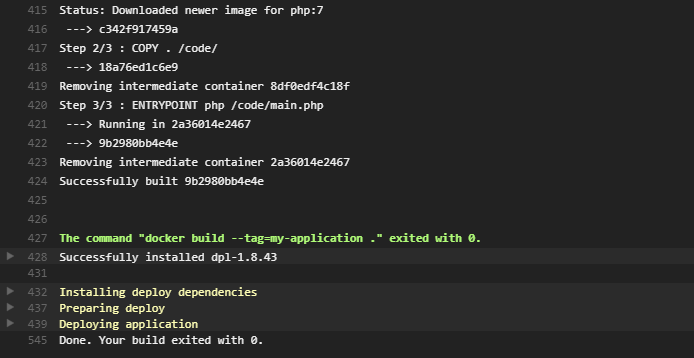 415 Status: Downloaded newer image for php:7
416 ---> c342f917459a
417 Step 2/3 : COPY . /code/
418 ---> 18a76ed1c6e9
419 Removing intermediate container 8df0edf4c18f
420 Step 3/3 : ENTRYPOINT php /code/main.php
421 ---> Running in 2a36014e2467
422 ---> 9b2980bb4e4e
423 Removing intermediate container 2a36014e2467
424 Successfully built 9b2980bb4e4e
425
426
427 The command "docker build --tag=my-application ." exited with 0.
428 Successfully installed dpl-1.8.43
431
432 Installing deploy dependencies
437 Preparing deploy
439 Deploying application
545 Done. Your build exited with 0.